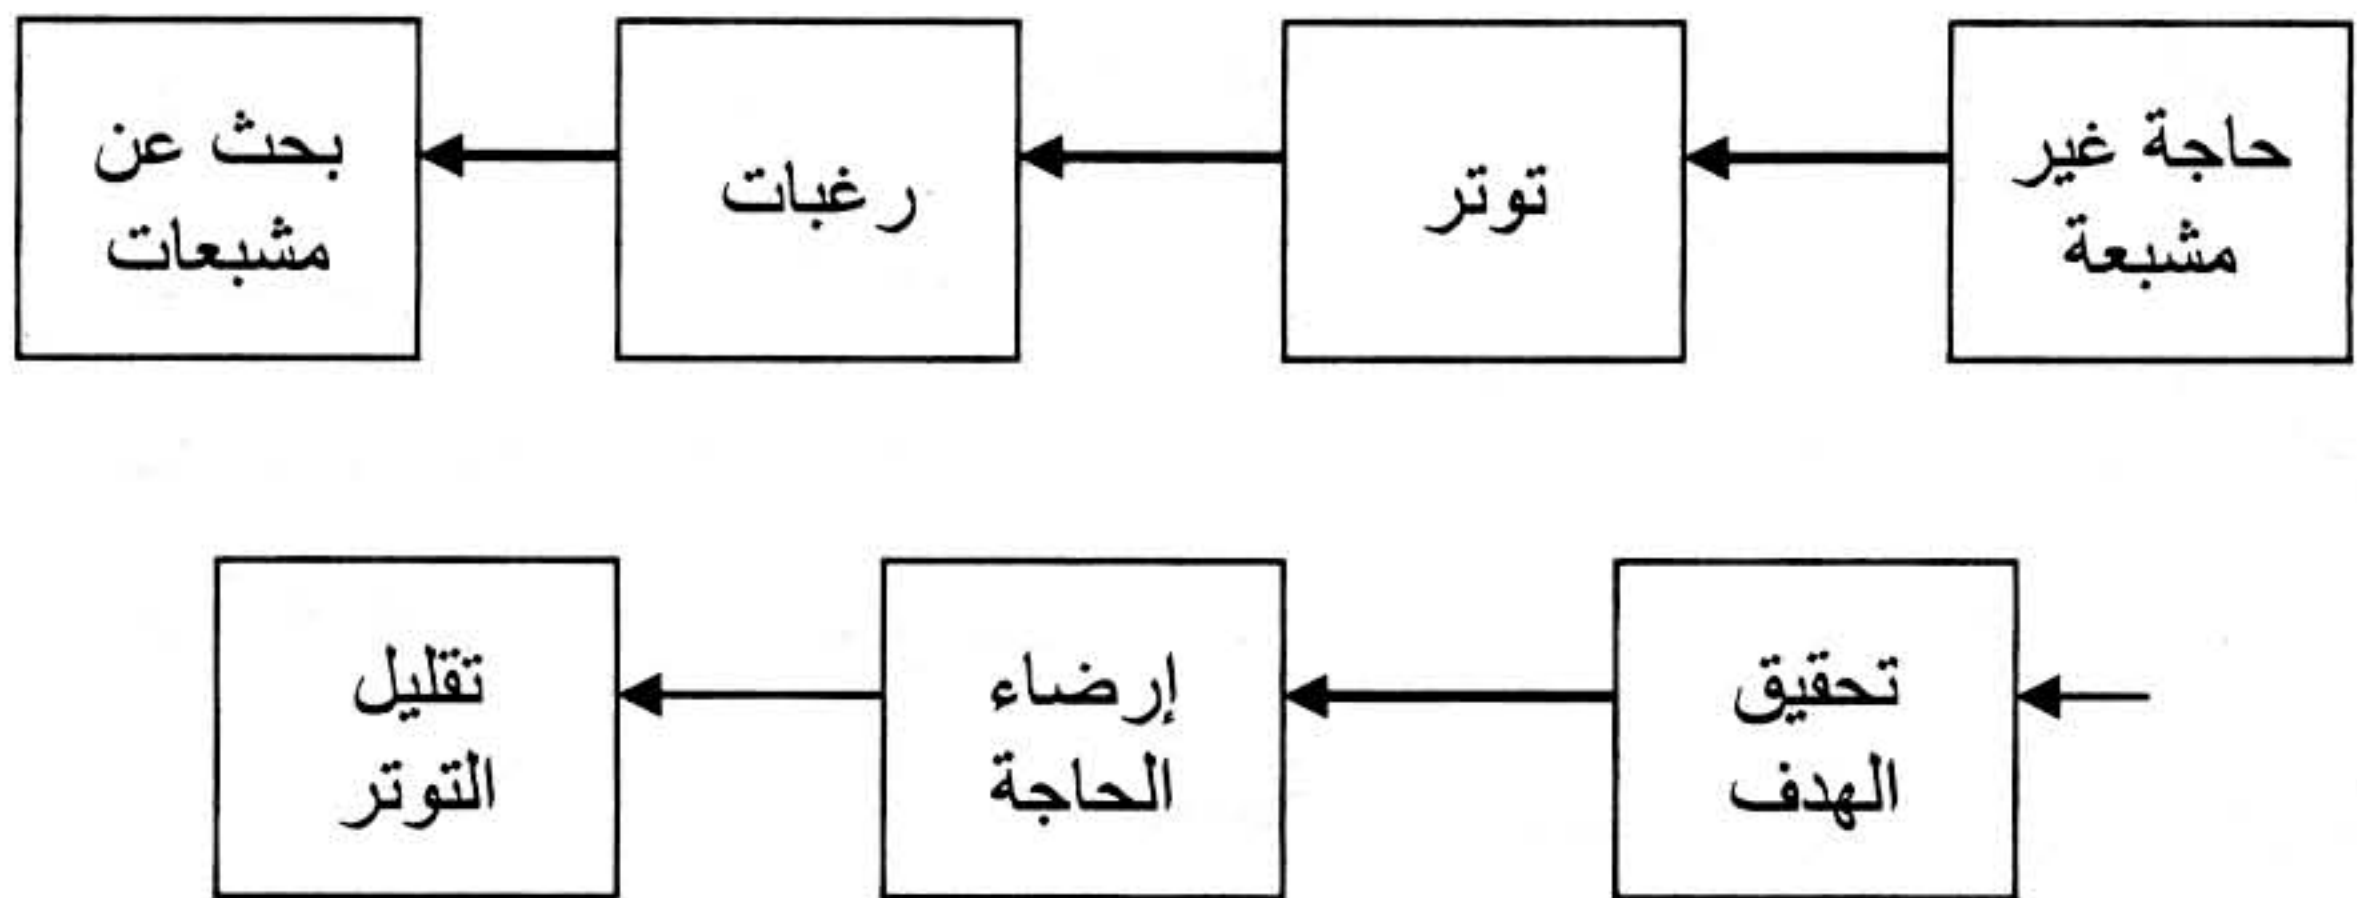 حاجة غير
مشبعة
توتر
رغبات
بحث عن
مشبعات
تحقيق
الهدف
إرضاء
الحاجة
تقليل
التوتر